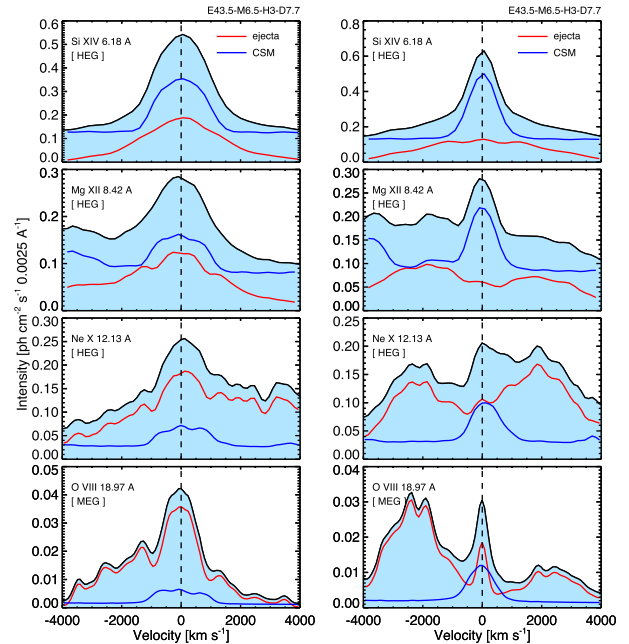 E43.5-M6.5-H3-D7.7
E43.5-M6.5-H3-D7.7
Si XIV 6.18 A
[ HEG ]
ejecta
CSM
0.6
0.5
0.4
0.3
0.2
0.1
0.0
Si XIV 6.18 A
[ HEG ]
ejecta
CSM
0.8
0.6
0.4
0.2
0.0
Mg XII 8.42 A
[ HEG ]
0.3
0.2
0.1
0.0
Mg XII 8.42 A
[ HEG ]
0.30
0.25
0.20
0.15
0.10
0.05
0.00
Intensity [ph cm-2 s-1 0.0025 A-1]
Ne X 12.13 A
[ HEG ]
0.30
0.25
0.20
0.15
0.10
0.05
0.00
Ne X 12.13 A
[ HEG ]
0.25
0.20
0.15
0.10
0.05
0.00
O VIII 18.97 A
[ MEG ]
0.05
0.04
0.03
0.02
0.01
0.00
O VIII 18.97 A
[ MEG ]
0.04
0.03
0.02
0.01
0.00
-4000 -2000 0 2000 4000
Velocity [km s-1]
-4000 -2000 0 2000 4000
Velocity [km s-1]